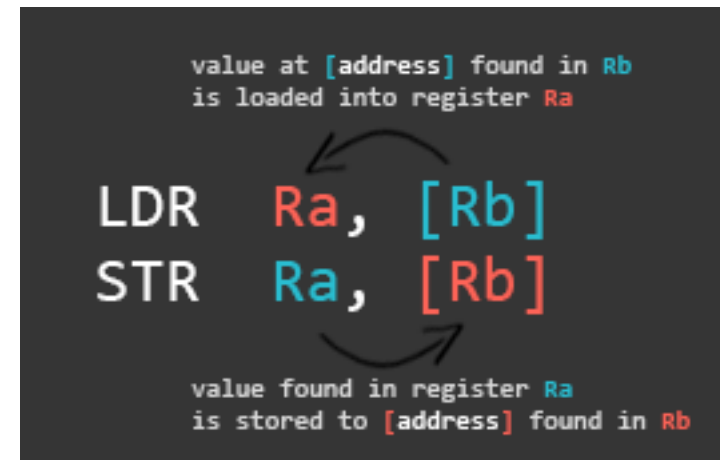 value at [address] found in Rb
is loaded into register Ra
LDR Ra, [Rb]
STR Ra, [Rb]
value found in register Ra
is stored to [address] found in Rb